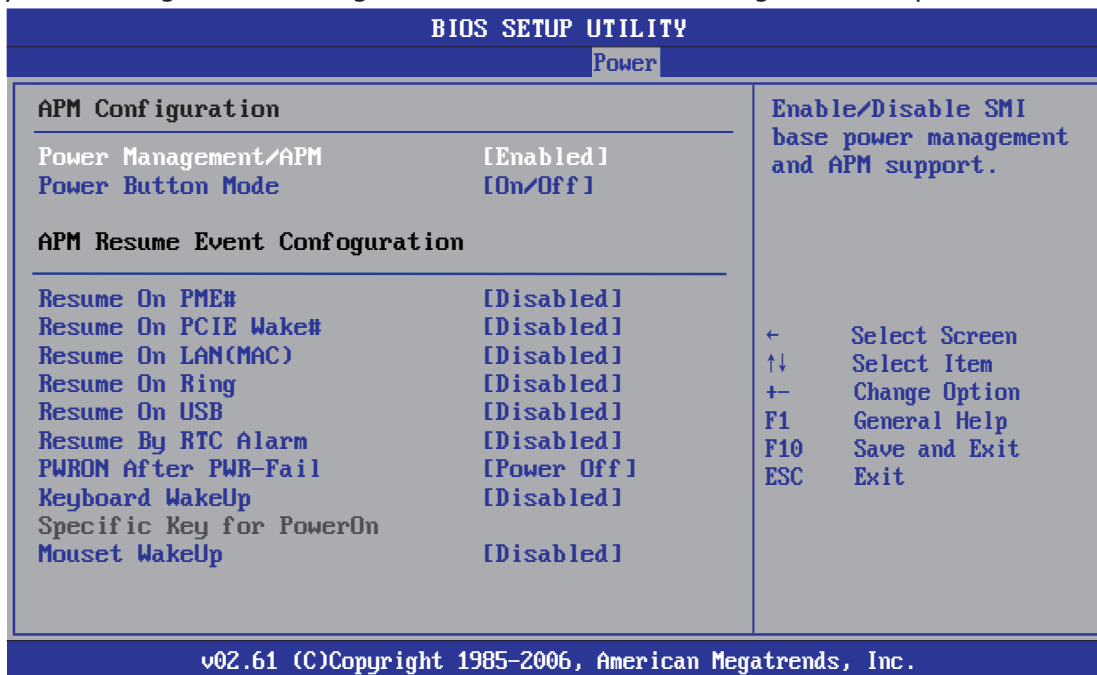 BIOS SETUP UTILITY
Power
APM Configuration
Power Management/APM [Enabled]
Power Button Mode [On/Off]
APM Resume Event Confoguration
Resume On PME# [Disabled]
Resume On PCIE Wake# [Disabled]
Resume On LAN(MAC) [Disabled]
Resume On Ring [Disabled]
Resume On USB [Disabled]
Resume By RTC Alarm [Disabled]
PWRON After PWR-Fail [Power Off]
Keyboard WakeUp [Disabled]
Specific Key for PowerOn
Mouset WakeUp [Disabled]
Enable/Disable SMI
base power management
and APM support.
← Select Screen
↑↓ Select Item
+- Change Option
F1 General Help
F10 Save and Exit
ESC Exit
v02.61 (C)Copyright 1985-2006, American Megatrends, Inc.